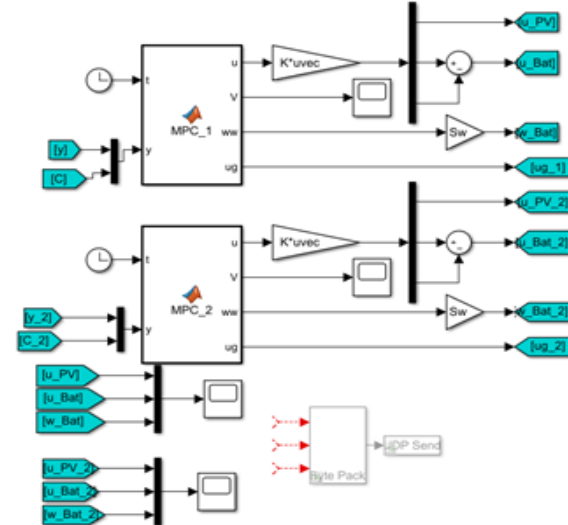 [u_PV]
u K*uvec +_ [u_Bat]
t
V
MPC_1
ww Sw [w_Bat]
[y] y
ug [ug_1]
[C]
[u_PV_2]
u K*uvec +_ [u_Bat_2]
t
V
MPC_2
ww Sw [w_Bat_2]
[y_2] y
[C_2] ug [ug_2]
[u_PV]
[u_Bat]
[w_Bat]
Byte Pack UDP Send
[u_PV_2]
[u_Bat_2]
[w_Bat_2]